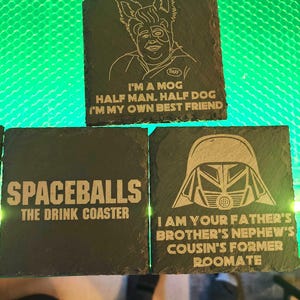 I'M A MOG
HALF MAN, HALF DOG
I'M MY OWN BEST FRIEND
SPACEBALLS
THE DRINK COASTER
I AM YOUR FATHER'S
BROTHER'S NEPHEW'S
COUSIN'S FORMER
ROOMATE